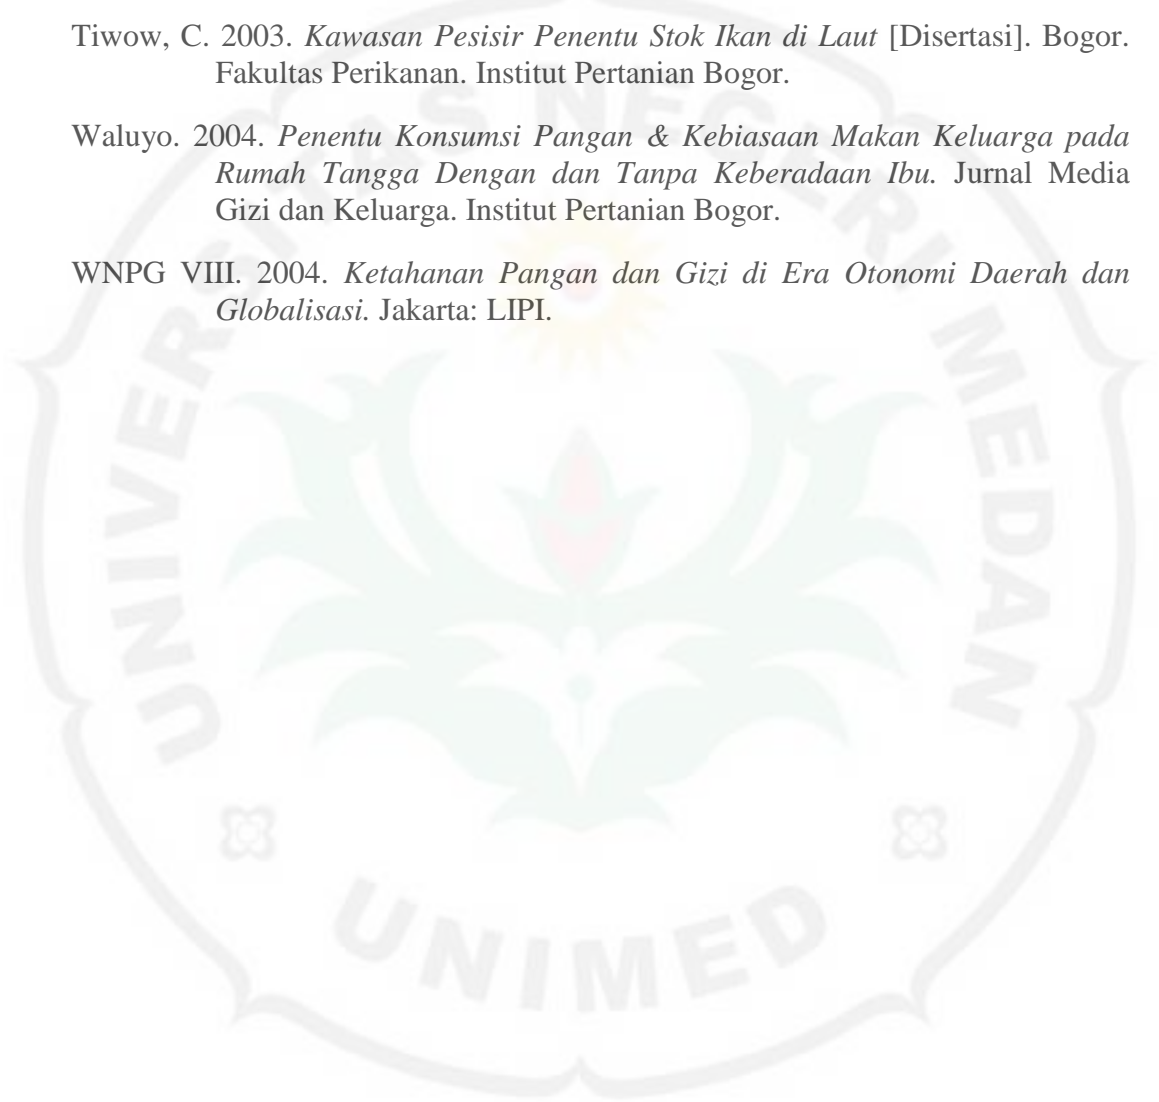 Tiwow, C. 2003. Kawasan Pesisir Penentu Stok Ikan di Laut [Disertasi]. Bogor.
Fakultas Perikanan. Institut Pertanian Bogor.
Waluyo. 2004. Penentu Konsumsi Pangan & Kebiasaan Makan Keluarga pada
Rumah Tangga Dengan dan Tanpa Keberadaan Ibu. Jurnal Media
Gizi dan Keluarga. Institut Pertanian Bogor.
WNPG VIII. 2004. Ketahanan Pangan dan Gizi di Era Otonomi Daerah dan
Globalisasi. Jakarta: LIPI.
UNIVERSITAS NEGERI MEDAN
UNIMED